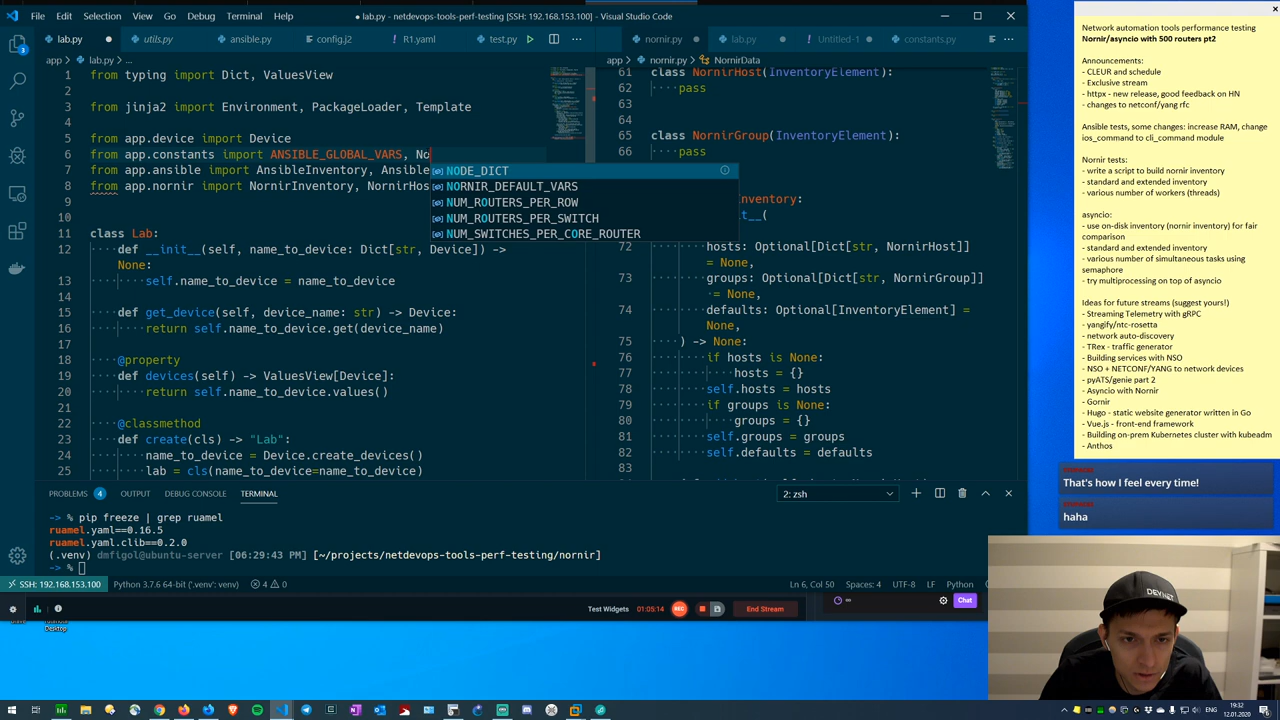 File Edit Selection View Go Debug Terminal Help
● lab.py - netdevops-tools-perf-testing [SSH: 192.168.153.100] - Visual Studio Code
lab.py ● utils.py ansible.py config.j2 R1.yaml test.py
nornir.py ● lab.py ● Untitled-1 ● constants.py
app > lab.py > ...
1 from typing import Dict, ValuesView
2
3 from jinja2 import Environment, PackageLoader, Template
4
5 from app.device import Device
6 from app.constants import ANSIBLE_GLOBAL_VARS, No
7 from app.ansible import AnsibleInventory, Ansible
8 from app.nornir import NornirInventory, NornirHos
NODE_DICT
NORNIR_DEFAULT_VARS
NUM_ROUTERS_PER_ROW
NUM_ROUTERS_PER_SWITCH
NUM_SWITCHES_PER_CORE_ROUTER
9
10
11 class Lab:
12 def __init__(self, name_to_device: Dict[str, Device]) ->
None:
13 self.name_to_device = name_to_device
14
15 def get_device(self, device_name: str) -> Device:
16 return self.name_to_device.get(device_name)
17
18 @property
19 def devices(self) -> ValuesView[Device]:
20 return self.name_to_device.values()
21
22 @classmethod
23 def create(cls) -> "Lab":
24 name_to_device = Device.create_devices()
25 lab = cls(name_to_device=name_to_device)
app > nornir.py > NornirData
61 class NornirHost(InventoryElement):
62 pass
63
64
65 class NornirGroup(InventoryElement):
66 pass
ventory:
t__(
72 hosts: Optional[Dict[str, NornirHost]]
= None,
73 groups: Optional[Dict[str, NornirGroup]]
= None,
74 defaults: Optional[InventoryElement] =
None,
75 ) -> None:
76 if hosts is None:
77 hosts = {}
78 self.hosts = hosts
79 if groups is None:
80 groups = {}
81 self.groups = groups
82 self.defaults = defaults
83
PROBLEMS 4 OUTPUT DEBUG CONSOLE TERMINAL
2: zsh
-> % pip freeze | grep ruamel
ruamel.yaml==0.16.5
ruamel.yaml.clib==0.2.0
(.venv) dmfigol@ubuntu-server [06:29:43 PM] [~/projects/netdevops-tools-perf-testing/nornir]
-> %
SSH: 192.168.153.100 Python 3.7.6 64-bit ('.venv': venv) 4 0
Ln 6, Col 50 Spaces: 4 UTF-8 LF Python
Test Widgets 01:05:14 REC End Stream
Chat
Desktop
Network automation tools performance testing
Nornir/asyncio with 500 routers pt2
Announcements:
- CLEUR and schedule
- Exclusive stream
- httpx - new release, good feedback on HN
- changes to netconf/yang rfc
Ansible tests, some changes: increase RAM, change
ios_command to cli_command module
Nornir tests:
- write a script to build nornir inventory
- standard and extended inventory
- various number of workers (threads)
asyncio:
- use on-disk inventory (nornir inventory) for fair
comparison
- standard and extended inventory
- various number of simultaneous tasks using
semaphore
- try multiprocessing on top of asyncio
Ideas for future streams (suggest yours!)
- Streaming Telemetry with gRPC
- yangify/ntc-rosetta
- network auto-discovery
- TRex - traffic generator
- Building services with NSO
- NSO + NETCONF/YANG to network devices
- pyATS/genie part 2
- Asyncio with Nornir
- Gornir
- Hugo - static website generator written in Go
- Vue.js - front-end framework
- Building on-prem Kubernetes cluster with kubeadm
- Anthos
That's how I feel every time!
haha
DEVNET
ENG
19:32
12.01.2020